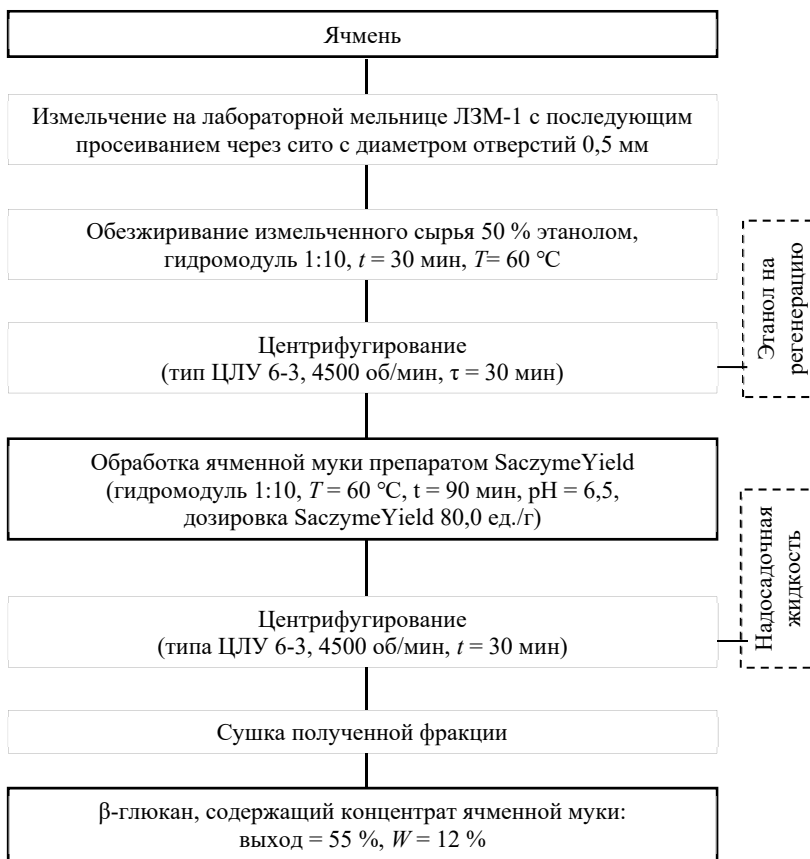 Ячмень
Измельчение на лабораторной мельнице ЛЗМ-1 с последующим
просеиванием через сито с диаметром отверстий 0,5 мм
Обезжиривание измельченного сырья 50 % этанолом,
гидромодуль 1:10, t = 30 мин, T= 60 °C
Этанол на
регенерацию
Центрифугирование
(тип ЦЛУ 6-3, 4500 об/мин, τ = 30 мин)
Обработка ячменной муки препаратом SaczymeYield
(гидромодуль 1:10, T = 60 °C, t = 90 мин, pH = 6,5,
дозировка SaczymeYield 80,0 ед./г)
Надосадочная
жидкость
Центрифугирование
(типа ЦЛУ 6-3, 4500 об/мин, t = 30 мин)
Сушка полученной фракции
β-глюкан, содержащий концентрат ячменной муки:
выход = 55 %, W = 12 %